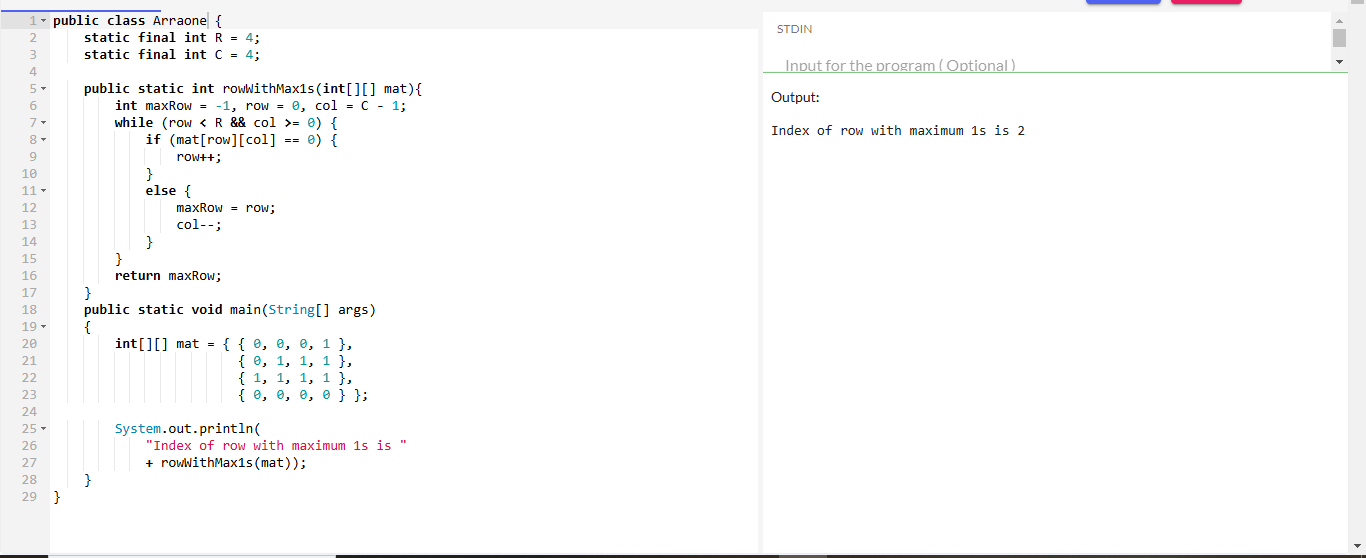 1 public class Arraone {
2     static final int R = 4;
3     static final int C = 4;
4
5     public static int rowWithMax1s(int[][] mat){
6         int maxRow = -1, row = 0, col = C - 1;
7         while (row < R && col >= 0) {
8             if (mat[row][col] == 0) {
9                 row++;
10             }
11             else {
12                 maxRow = row;
13                 col--;
14             }
15         }
16         return maxRow;
17     }
18     public static void main(String[] args)
19     {
20         int[][] mat = { { 0, 0, 0, 1 },
21                         { 0, 1, 1, 1 },
22                         { 1, 1, 1, 1 },
23                         { 0, 0, 0, 0 } };
24
25         System.out.println(
26             "Index of row with maximum 1s is "
27             + rowWithMax1s(mat));
28     }
29 }
STDIN
Input for the program ( Optional )
Output:
Index of row with maximum 1s is 2